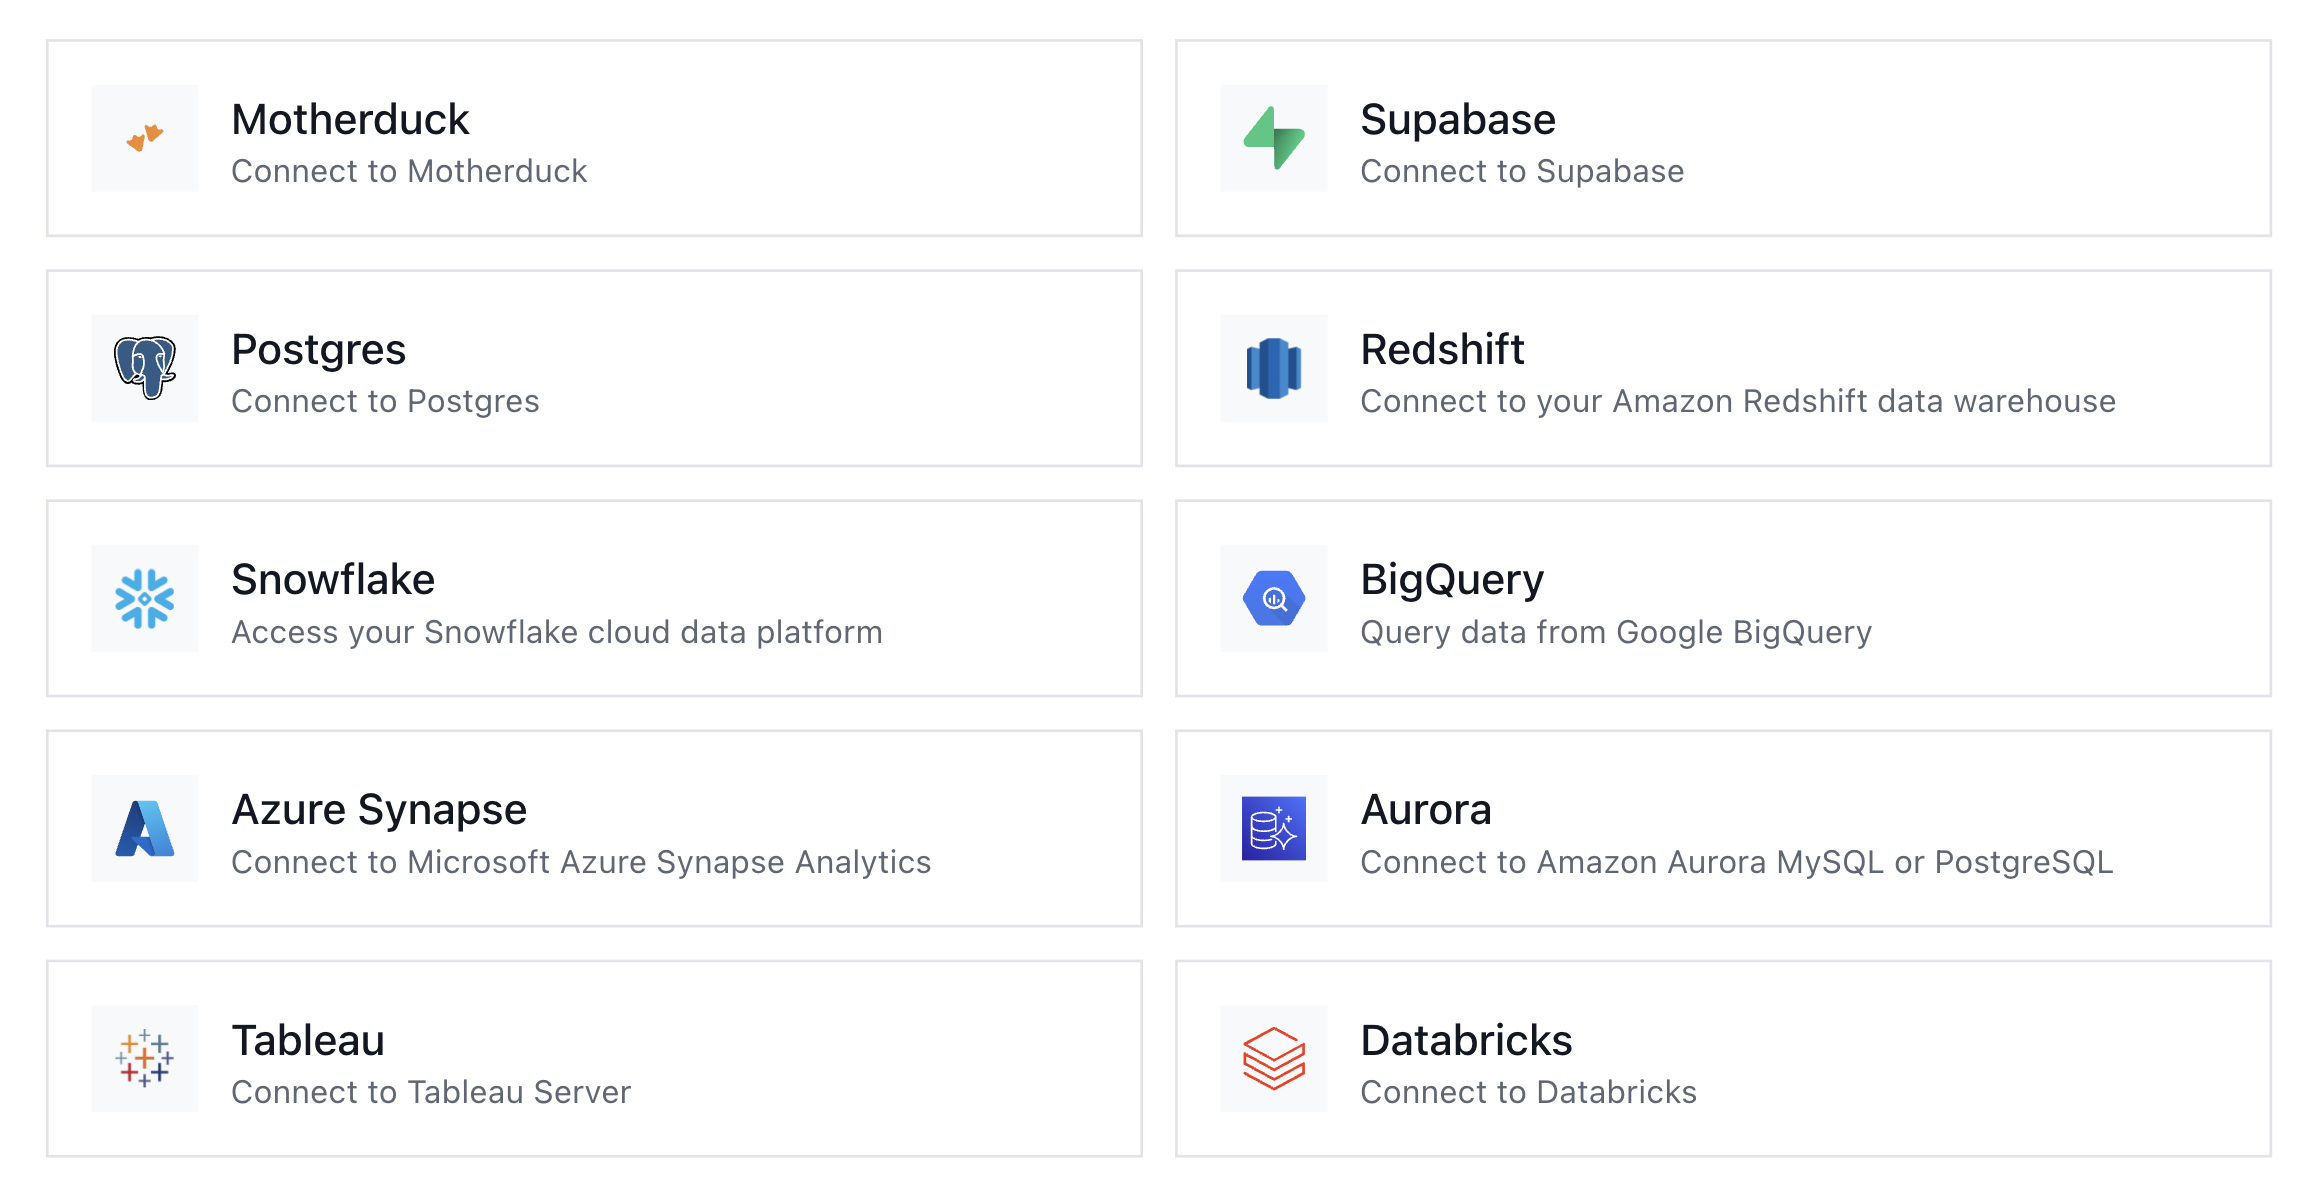 Motherduck
Connect to Motherduck
Supabase
Connect to Supabase
Postgres
Connect to Postgres
Redshift
Connect to your Amazon Redshift data warehouse
Snowflake
Access your Snowflake cloud data platform
BigQuery
Query data from Google BigQuery
Azure Synapse
Connect to Microsoft Azure Synapse Analytics
Aurora
Connect to Amazon Aurora MySQL or PostgreSQL
Tableau
Connect to Tableau Server
Databricks
Connect to Databricks